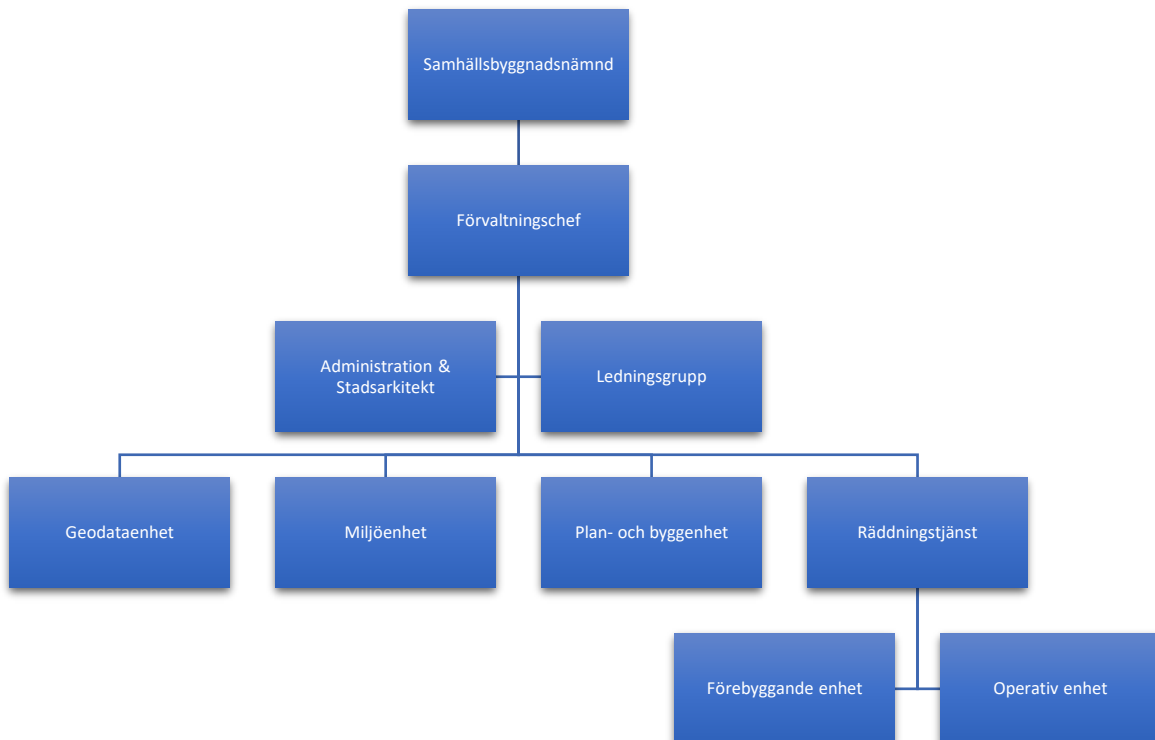 Samhällsbyggnadsnämnd
Förvaltningschef
Administration &
Stadsarkitekt
Ledningsgrupp
Geodataenhet
Miljöenhet
Plan- och byggenhet
Räddningstjänst
Förebyggande enhet
Operativ enhet